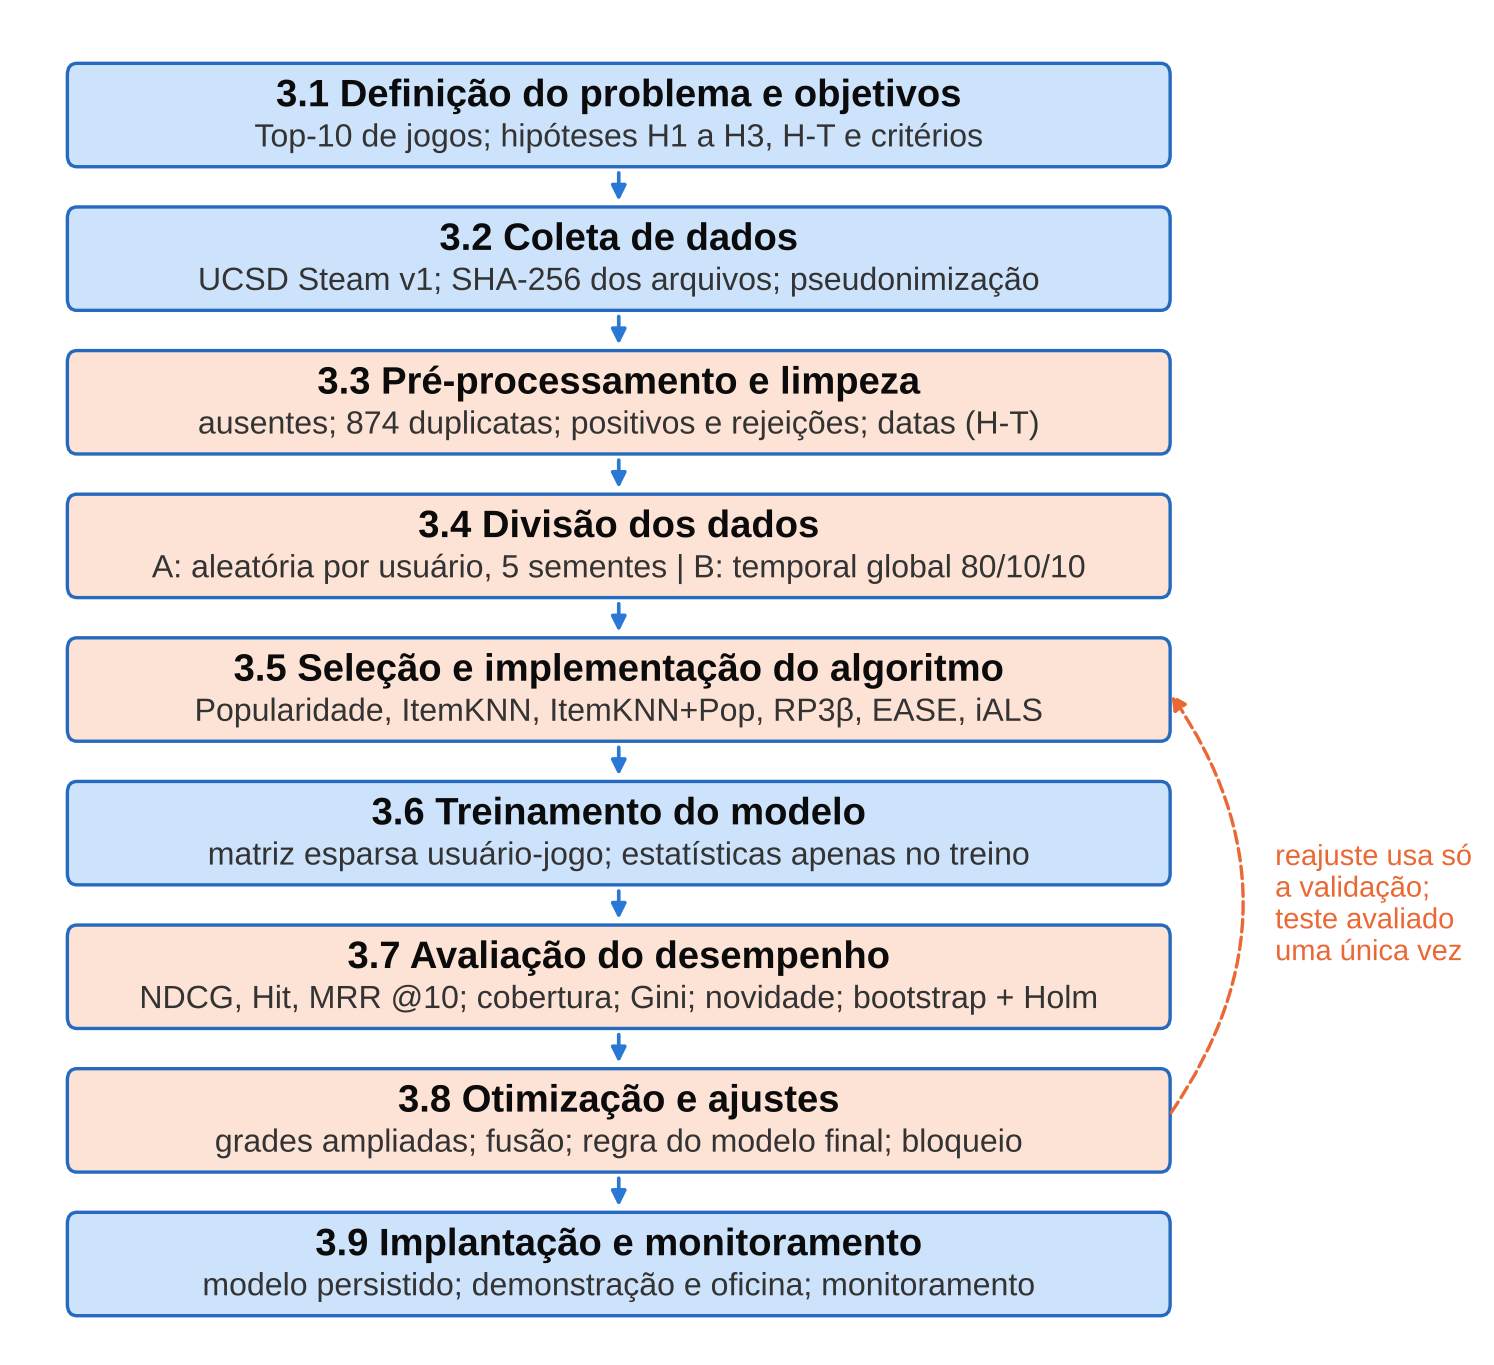 3.1 Definição do problema e objetivos
Top-10 de jogos; hipóteses H1 a H3, H-T e critérios
3.2 Coleta de dados
UCSD Steam v1; SHA-256 dos arquivos; pseudonimização
3.3 Pré-processamento e limpeza
ausentes; 874 duplicatas; positivos e rejeições; datas (H-T)
3.4 Divisão dos dados
A: aleatória por usuário, 5 sementes | B: temporal global 80/10/10
3.5 Seleção e implementação do algoritmo
Popularidade, ItemKNN, ItemKNN+Pop, RP3β, EASE, iALS
3.6 Treinamento do modelo
matriz esparsa usuário-jogo; estatísticas apenas no treino
reajuste usa só
a validação;
teste avaliado
uma única vez
3.7 Avaliação do desempenho
NDCG, Hit, MRR @10; cobertura; Gini; novidade; bootstrap + Holm
3.8 Otimização e ajustes
grades ampliadas; fusão; regra do modelo final; bloqueio
3.9 Implantação e monitoramento
modelo persistido; demonstração e oficina; monitoramento